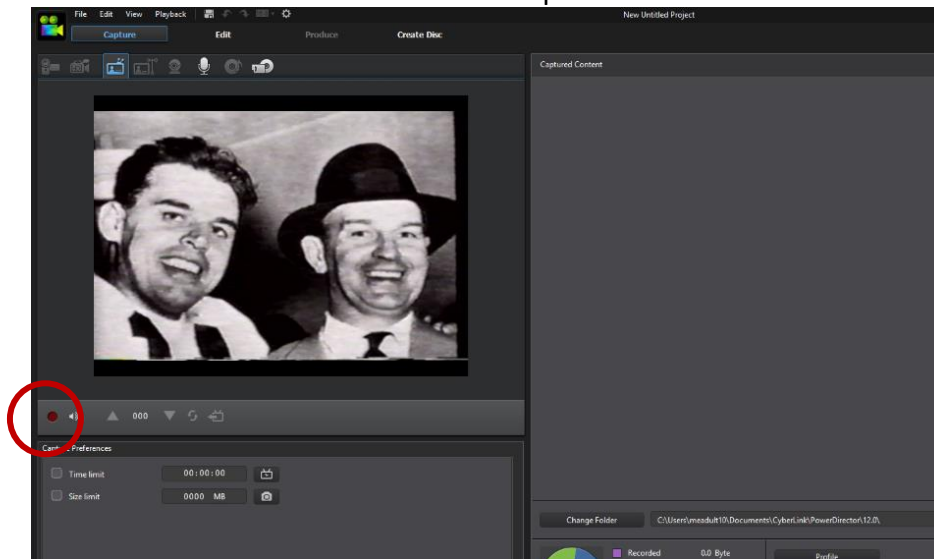 File Edit View Playback New Untitled Project
Capture Edit Produce Create Disc
Captured Content
000
Capture Preferences
Time limit 00:00:00
Size limit 0000 MB
Change Folder C:\Users\meadult10\Documents\CyberLink\PowerDirector\12.0\
Recorded 0.0 Byte Profile